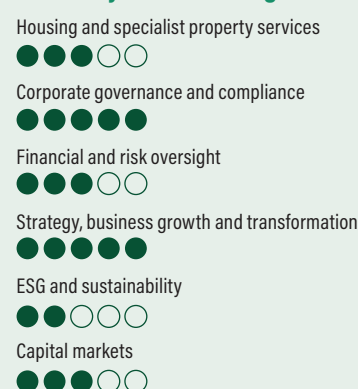 Housing and specialist property services
Corporate governance and compliance
Financial and risk oversight
Strategy, business growth and transformation
ESG and sustainability
Capital markets